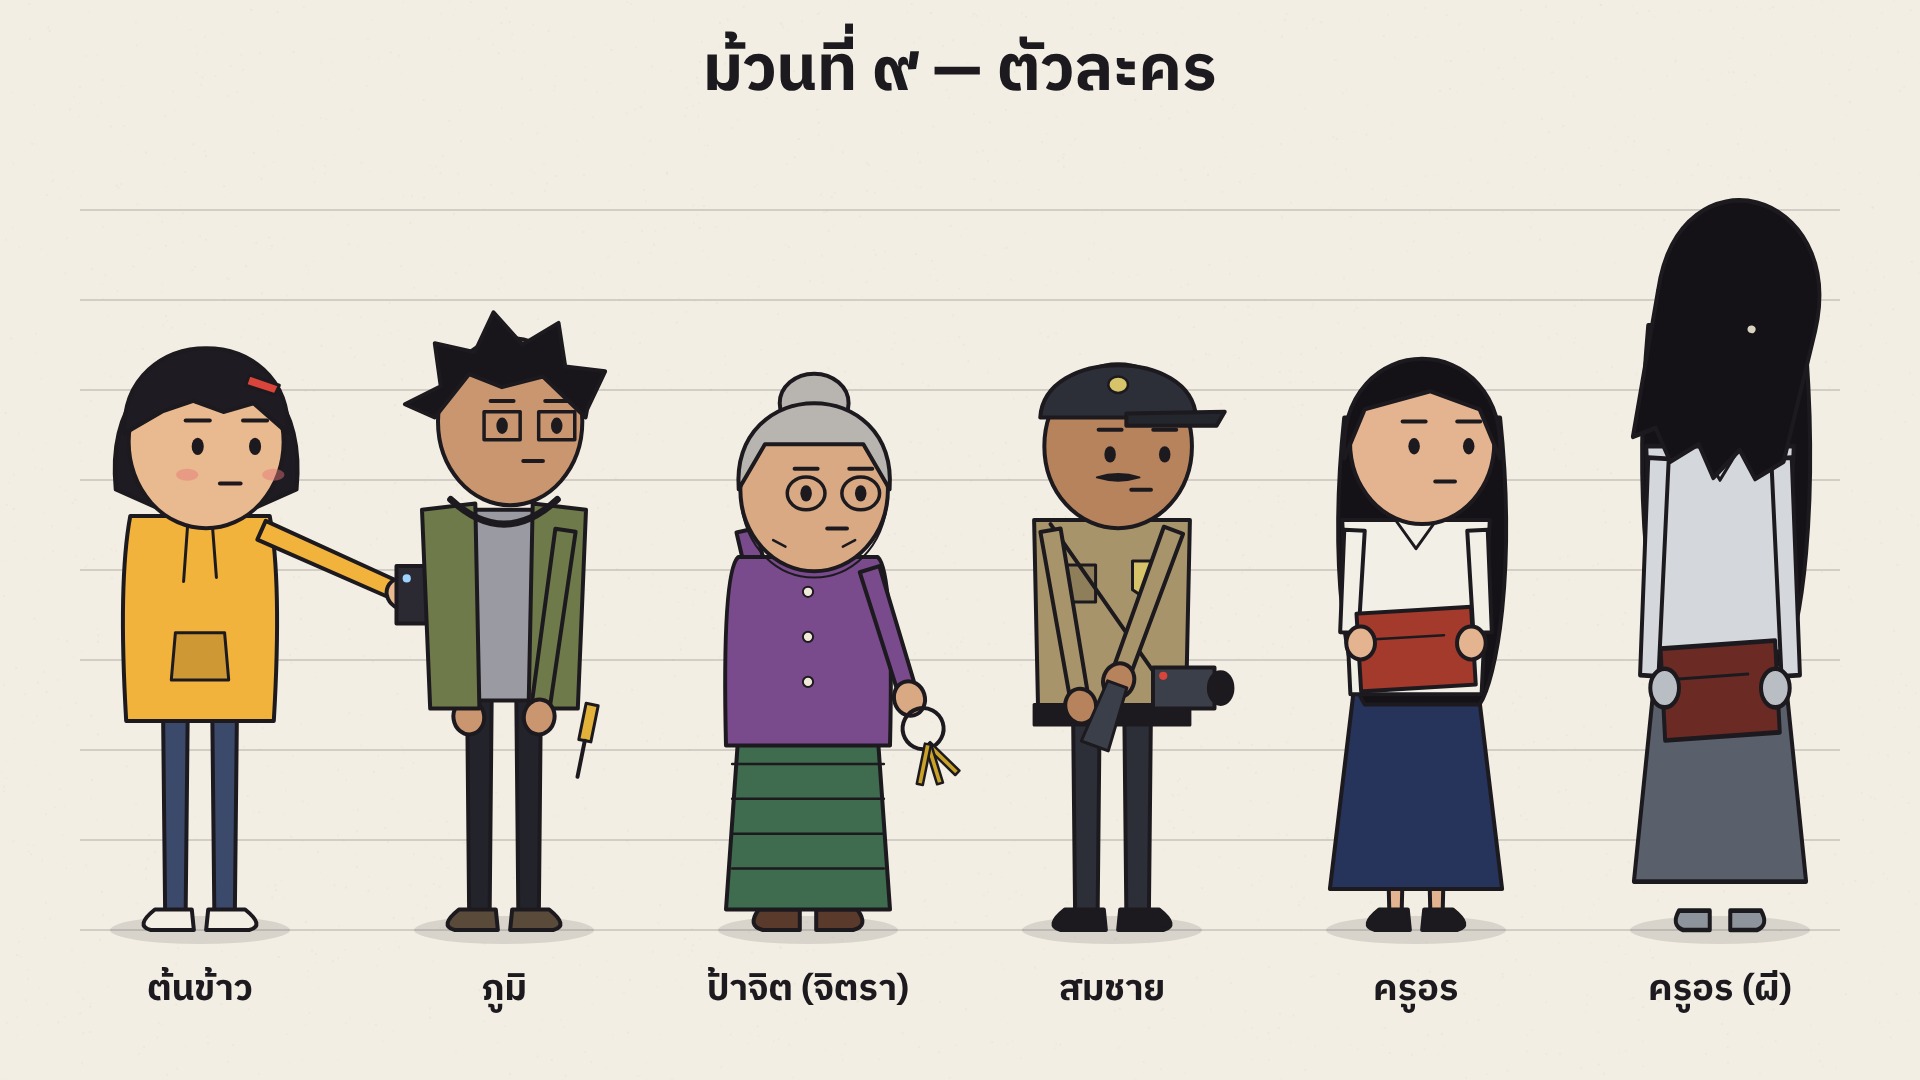 ม้วนที่ ๙ — ตัวละคร
ต้นข้าว
ภูมิ
ป้าจิต (จิตรา)
สมชาย
ครูอร
ครูอร (ผี)